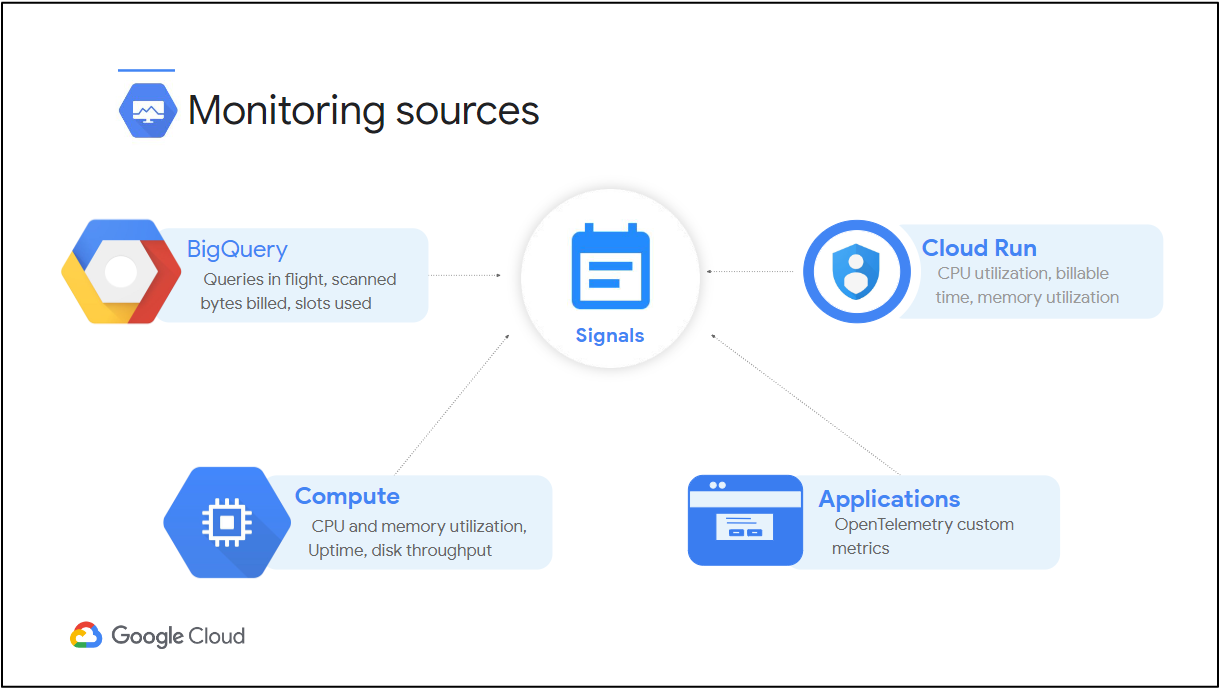 Monitoring sources
BigQuery
Queries in flight, scanned
bytes billed, slots used
Signals
Cloud Run
CPU utilization, billable
time, memory utilization
Compute
CPU and memory utilization,
Uptime, disk throughput
Applications
OpenTelemetry custom
metrics
Google Cloud